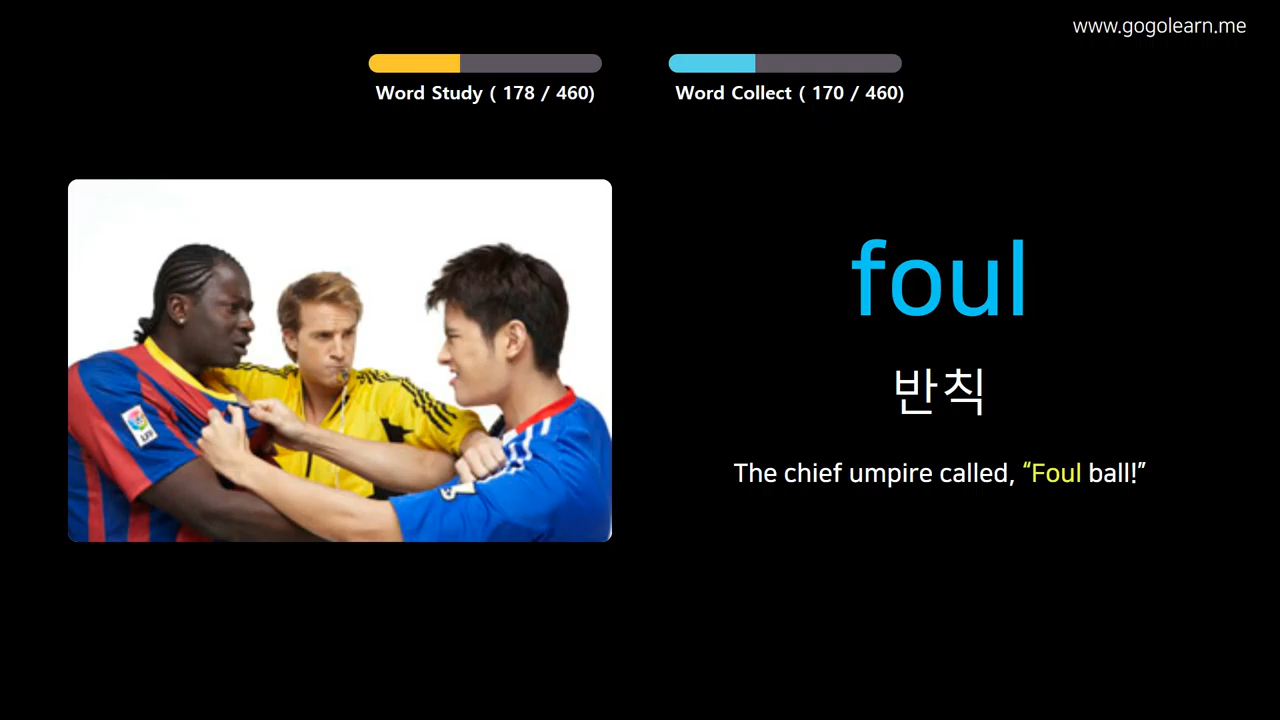 www.gogolearn.me
Word Study ( 178 / 460)
Word Collect ( 170 / 460)
foul
반칙
The chief umpire called, “Foul ball!”
LFP